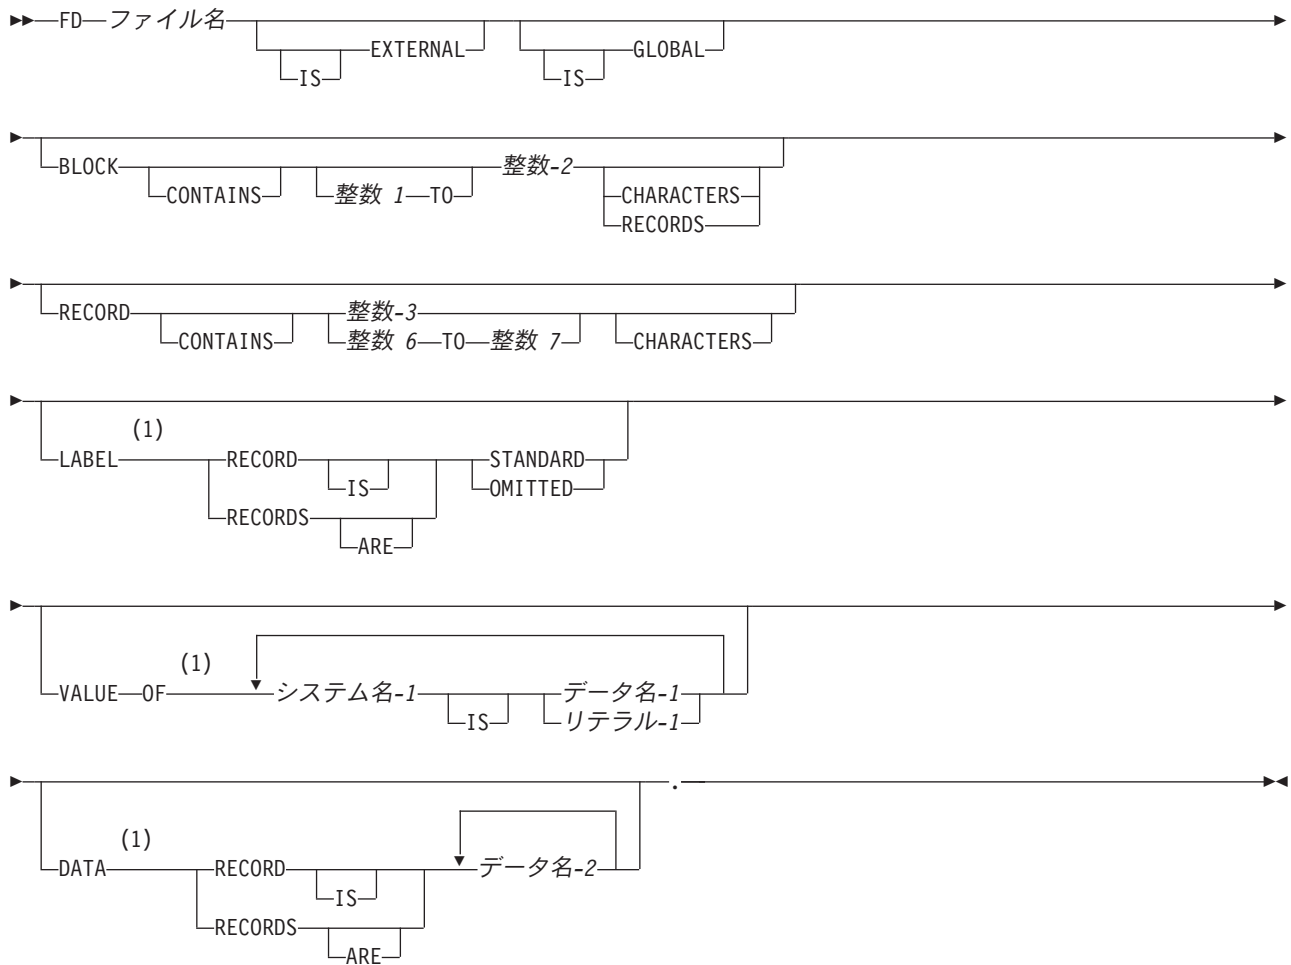 FD ファイル名
EXTERNAL GLOBAL
IS IS
BLOCK 整数-2
CONTAINS 整数 1 TO CHARACTERS
RECORDS
RECORD 整数-3
CONTAINS 整数 6 TO 整数 7 CHARACTERS
(1)
LABEL RECORD STANDARD
IS OMITTED
RECORDS
ARE
(1)
VALUE OF システム名-1 データ名-1
IS リテラル-1
.
(1)
DATA RECORD データ名-2
IS
RECORDS
ARE